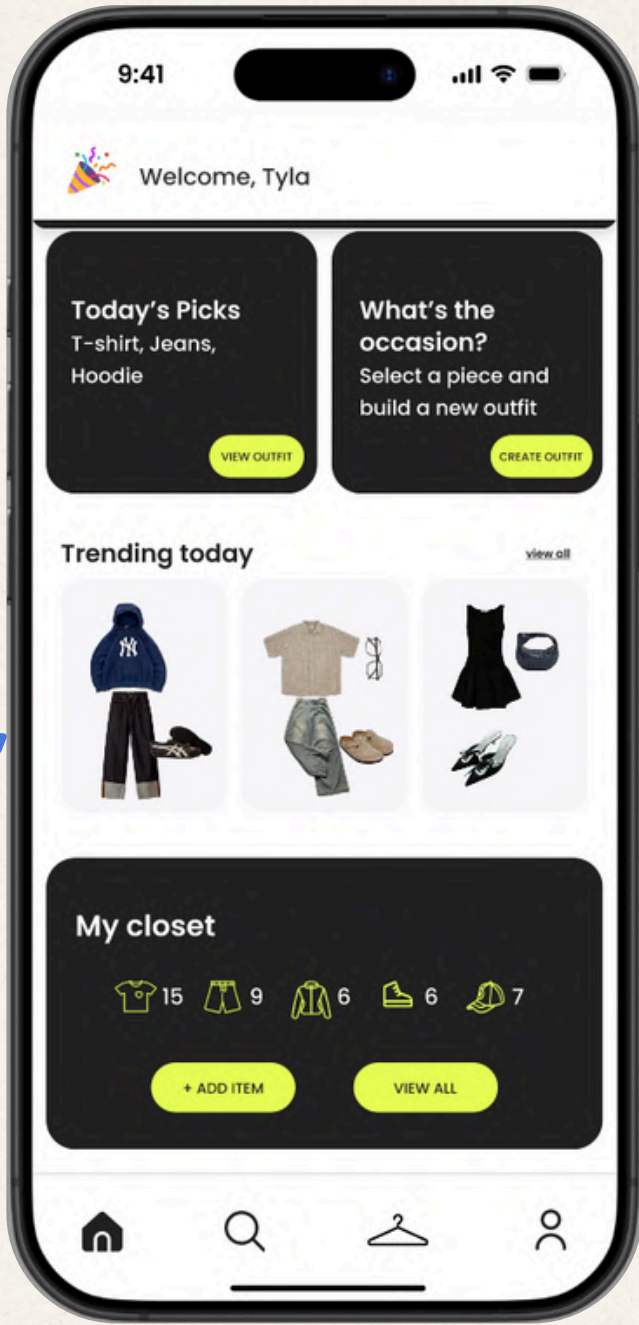 9:41
Welcome, Tyla
Today's Picks
T-shirt, Jeans,
Hoodie
VIEW OUTFIT
What's the
occasion?
Select a piece and
build a new outfit
CREATE OUTFIT
Trending today
view all
NY
My closet
15
9
6
6
7
+ ADD ITEM
VIEW ALL